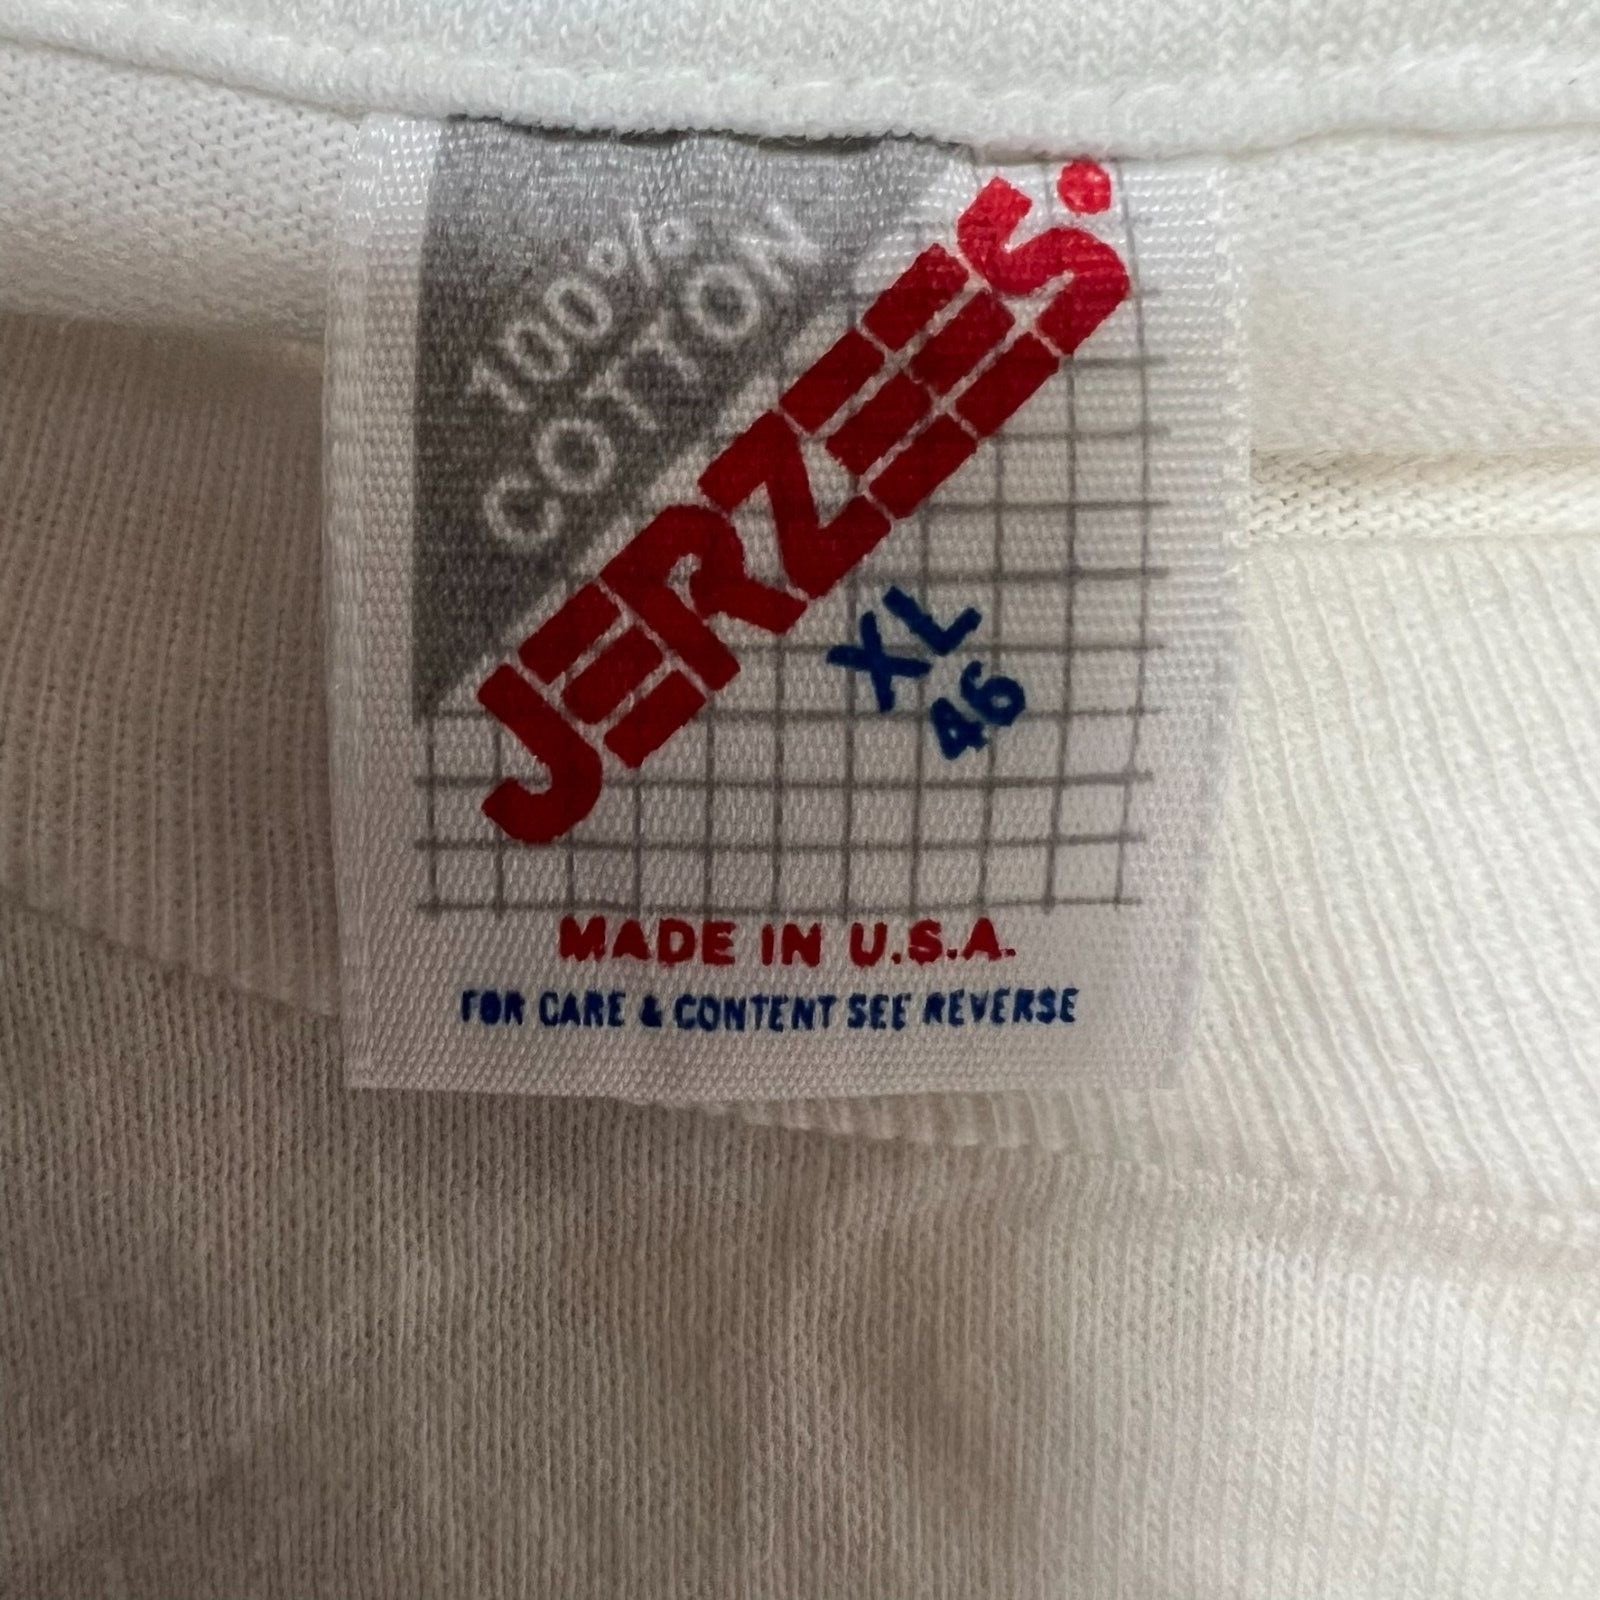 100%
COTTON
JERZEES.
XL
46
MADE IN U.S.A.
FOR CARE & CONTENT SEE REVERSE